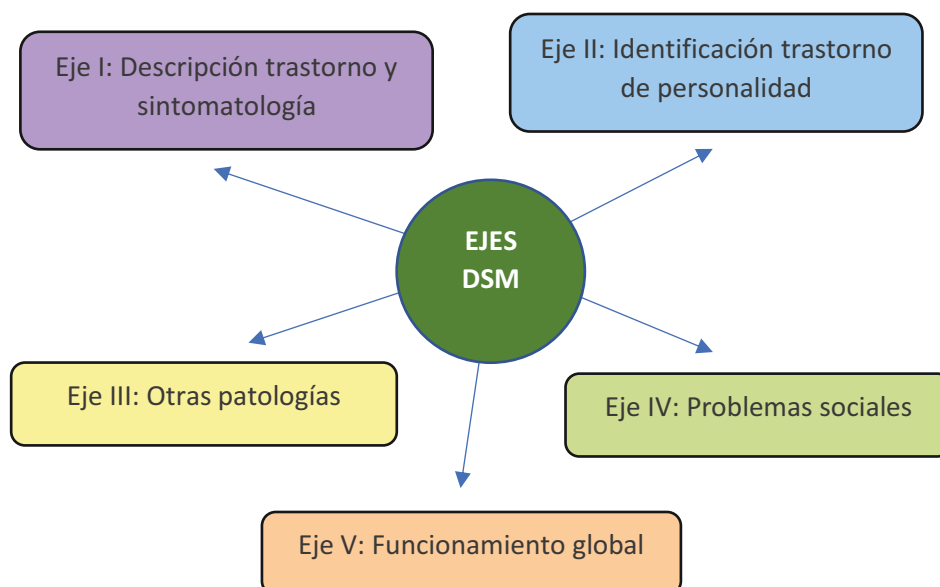 Eje I: Descripción trastorno y
sintomatología
Eje II: Identificación trastorno
de personalidad
EJES
DSM
Eje III: Otras patologías
Eje IV: Problemas sociales
Eje V: Funcionamiento global